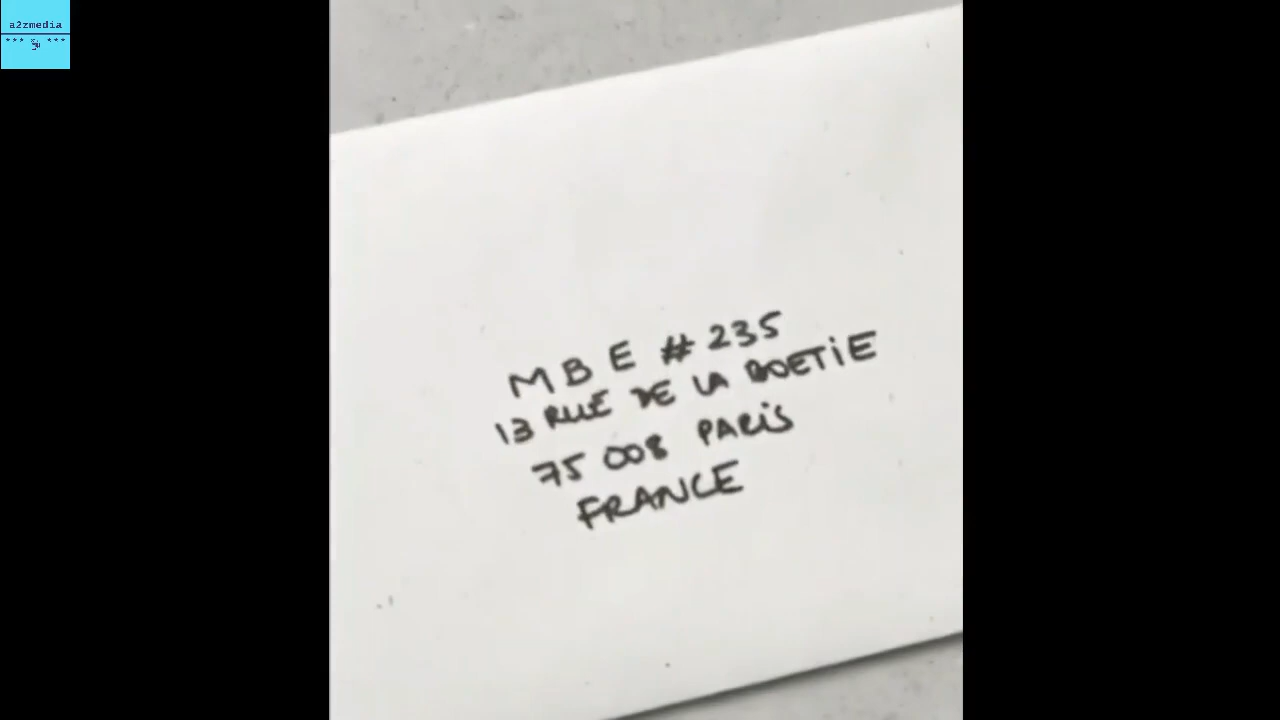 a2zmedia
MBE # 235
13 RUE DE LA BOETIE
75 008 PARIS
FRANCE